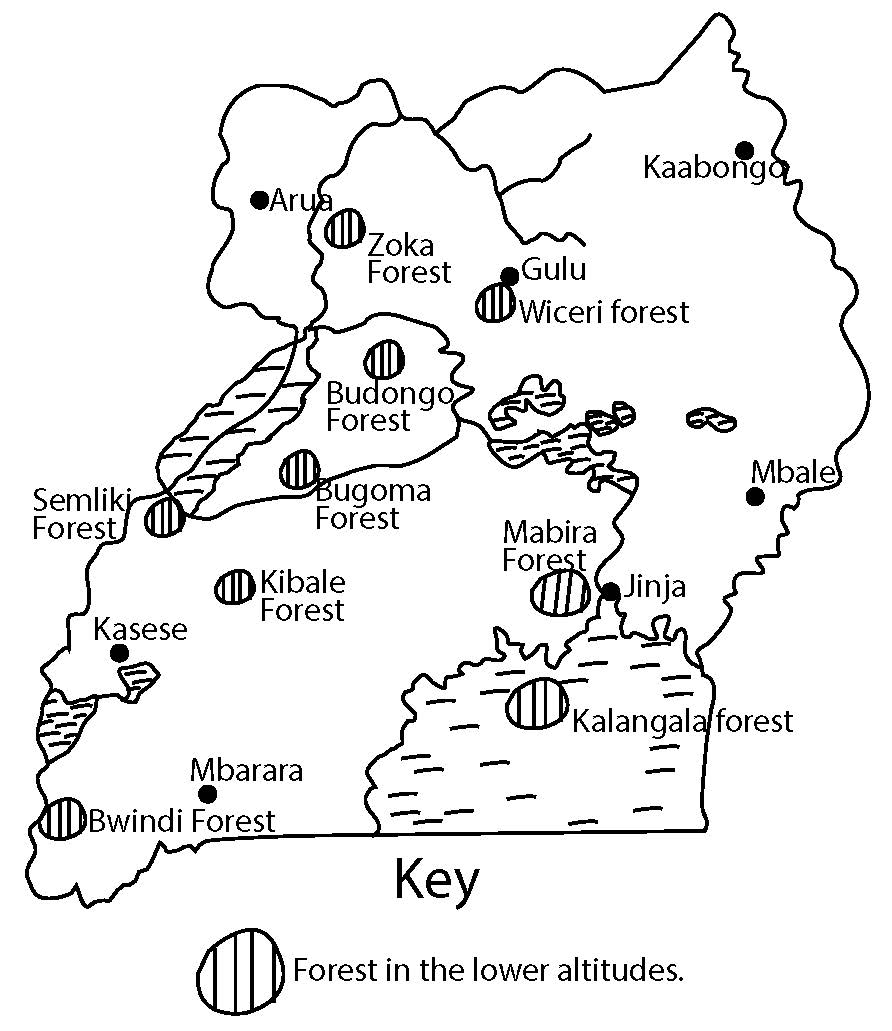 Kaabongo
Arua
Zoka
Forest
Gulu
Wiceri forest
Budongo
Forest
Mbale
Bugoma
Forest
Semliki
Forest
Mabira
Forest
Kibale
Forest
Jinja
Kasese
Kalangala forest
Mbarara
Bwindi Forest
Key
Forest in the lower altitudes.